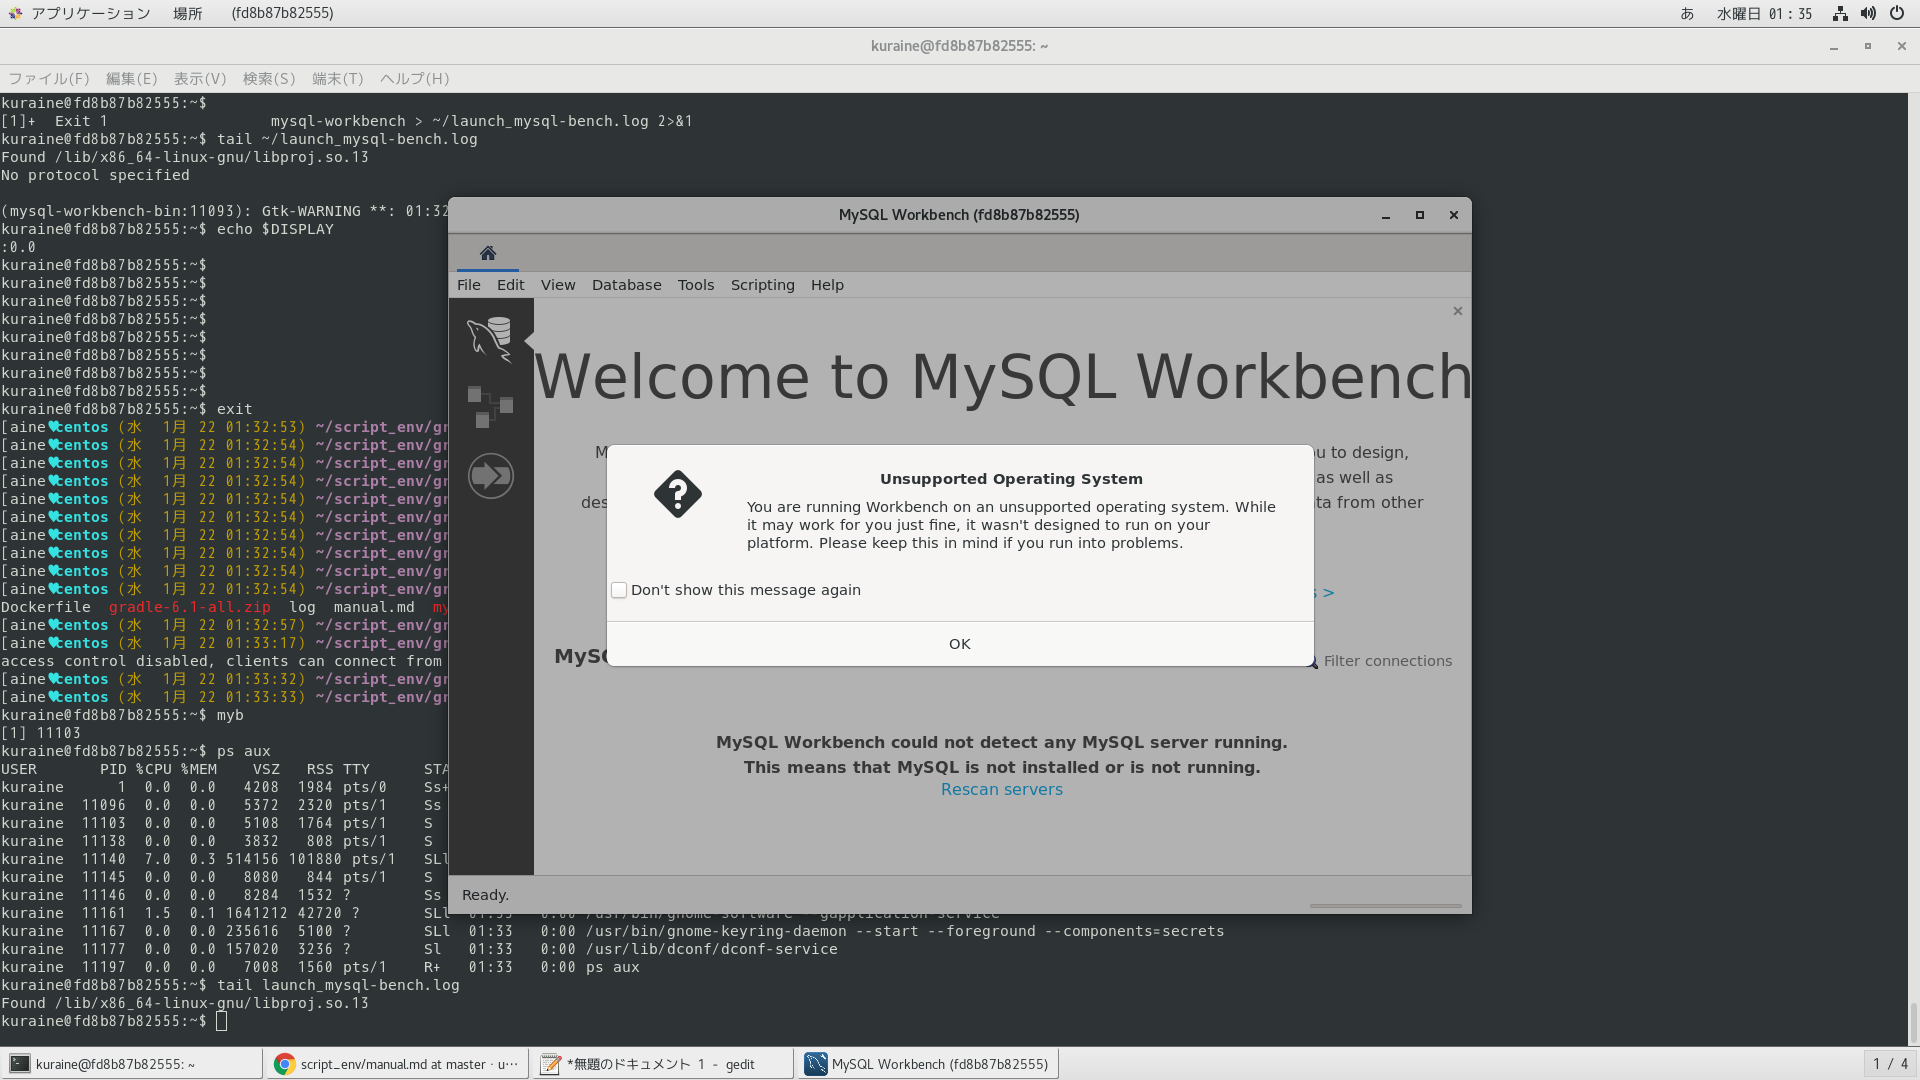 アプリケーション 場所 (fd8b87b82555) あ 水曜日 01:35
kuraine@fd8b87b82555: ~
ファイル(F) 編集(E) 表示(V) 検索(S) 端末(T) ヘルプ(H)
kuraine@fd8b87b82555:~$
[1]+  Exit 1                  mysql-workbench > ~/launch_mysql-bench.log 2>&1
kuraine@fd8b87b82555:~$ tail ~/launch_mysql-bench.log
Found /lib/x86_64-linux-gnu/libproj.so.13
No protocol specified
(mysql-workbench-bin:11093): Gtk-WARNING **: 01:32
kuraine@fd8b87b82555:~$ echo $DISPLAY
:0.0
kuraine@fd8b87b82555:~$
kuraine@fd8b87b82555:~$
kuraine@fd8b87b82555:~$
kuraine@fd8b87b82555:~$
kuraine@fd8b87b82555:~$
kuraine@fd8b87b82555:~$
kuraine@fd8b87b82555:~$
kuraine@fd8b87b82555:~$
kuraine@fd8b87b82555:~$ exit
[aine♥centos (水  1月 22 01:32:53) ~/script_env/gr
[aine♥centos (水  1月 22 01:32:54) ~/script_env/gr
[aine♥centos (水  1月 22 01:32:54) ~/script_env/gr
[aine♥centos (水  1月 22 01:32:54) ~/script_env/gr
[aine♥centos (水  1月 22 01:32:54) ~/script_env/gr
[aine♥centos (水  1月 22 01:32:54) ~/script_env/gr
[aine♥centos (水  1月 22 01:32:54) ~/script_env/gr
[aine♥centos (水  1月 22 01:32:54) ~/script_env/gr
[aine♥centos (水  1月 22 01:32:54) ~/script_env/gr
[aine♥centos (水  1月 22 01:32:54) ~/script_env/gr
Dockerfile  gradle-6.1-all.zip  log  manual.md  my
[aine♥centos (水  1月 22 01:32:57) ~/script_env/gr
[aine♥centos (水  1月 22 01:33:17) ~/script_env/gr
access control disabled, clients can connect from
[aine♥centos (水  1月 22 01:33:32) ~/script_env/gr
[aine♥centos (水  1月 22 01:33:33) ~/script_env/gr
kuraine@fd8b87b82555:~$ myb
[1] 11103
kuraine@fd8b87b82555:~$ ps aux
USER       PID %CPU %MEM    VSZ   RSS TTY      STA
kuraine      1  0.0  0.0   4208  1984 pts/0    Ss+
kuraine  11096  0.0  0.0   5372  2320 pts/1    Ss
kuraine  11103  0.0  0.0   5108  1764 pts/1    S
kuraine  11138  0.0  0.0   3832   808 pts/1    S
kuraine  11140  7.0  0.3 514156 101880 pts/1   SLl
kuraine  11145  0.0  0.0   8080   844 pts/1    S
kuraine  11146  0.0  0.0   8284  1532 ?        Ss
kuraine  11161  1.5  0.1 1641212 42720 ?       SLl  01:33   0:00 /usr/bin/gnome-software --gapplication-service
kuraine  11167  0.0  0.0 235616  5100 ?        SLl  01:33   0:00 /usr/bin/gnome-keyring-daemon --start --foreground --components=secrets
kuraine  11177  0.0  0.0 157020  3236 ?        Sl   01:33   0:00 /usr/lib/dconf/dconf-service
kuraine  11197  0.0  0.0   7008  1560 pts/1    R+   01:33   0:00 ps aux
kuraine@fd8b87b82555:~$ tail launch_mysql-bench.log
Found /lib/x86_64-linux-gnu/libproj.so.13
kuraine@fd8b87b82555:~$
MySQL Workbench (fd8b87b82555)
File Edit View Database Tools Scripting Help
Welcome to MySQL Workbench
M u to design,
as well as
des ta from other
s >
MySQ Filter connections
Unsupported Operating System
You are running Workbench on an unsupported operating system. While
it may work for you just fine, it wasn't designed to run on your
platform. Please keep this in mind if you run into problems.
Don't show this message again
OK
MySQL Workbench could not detect any MySQL server running.
This means that MySQL is not installed or is not running.
Rescan servers
Ready.
kuraine@fd8b87b82555: ~ script_env/manual.md at master · u… *無題のドキュメント 1 - gedit MySQL Workbench (fd8b87b82555) 1 / 4